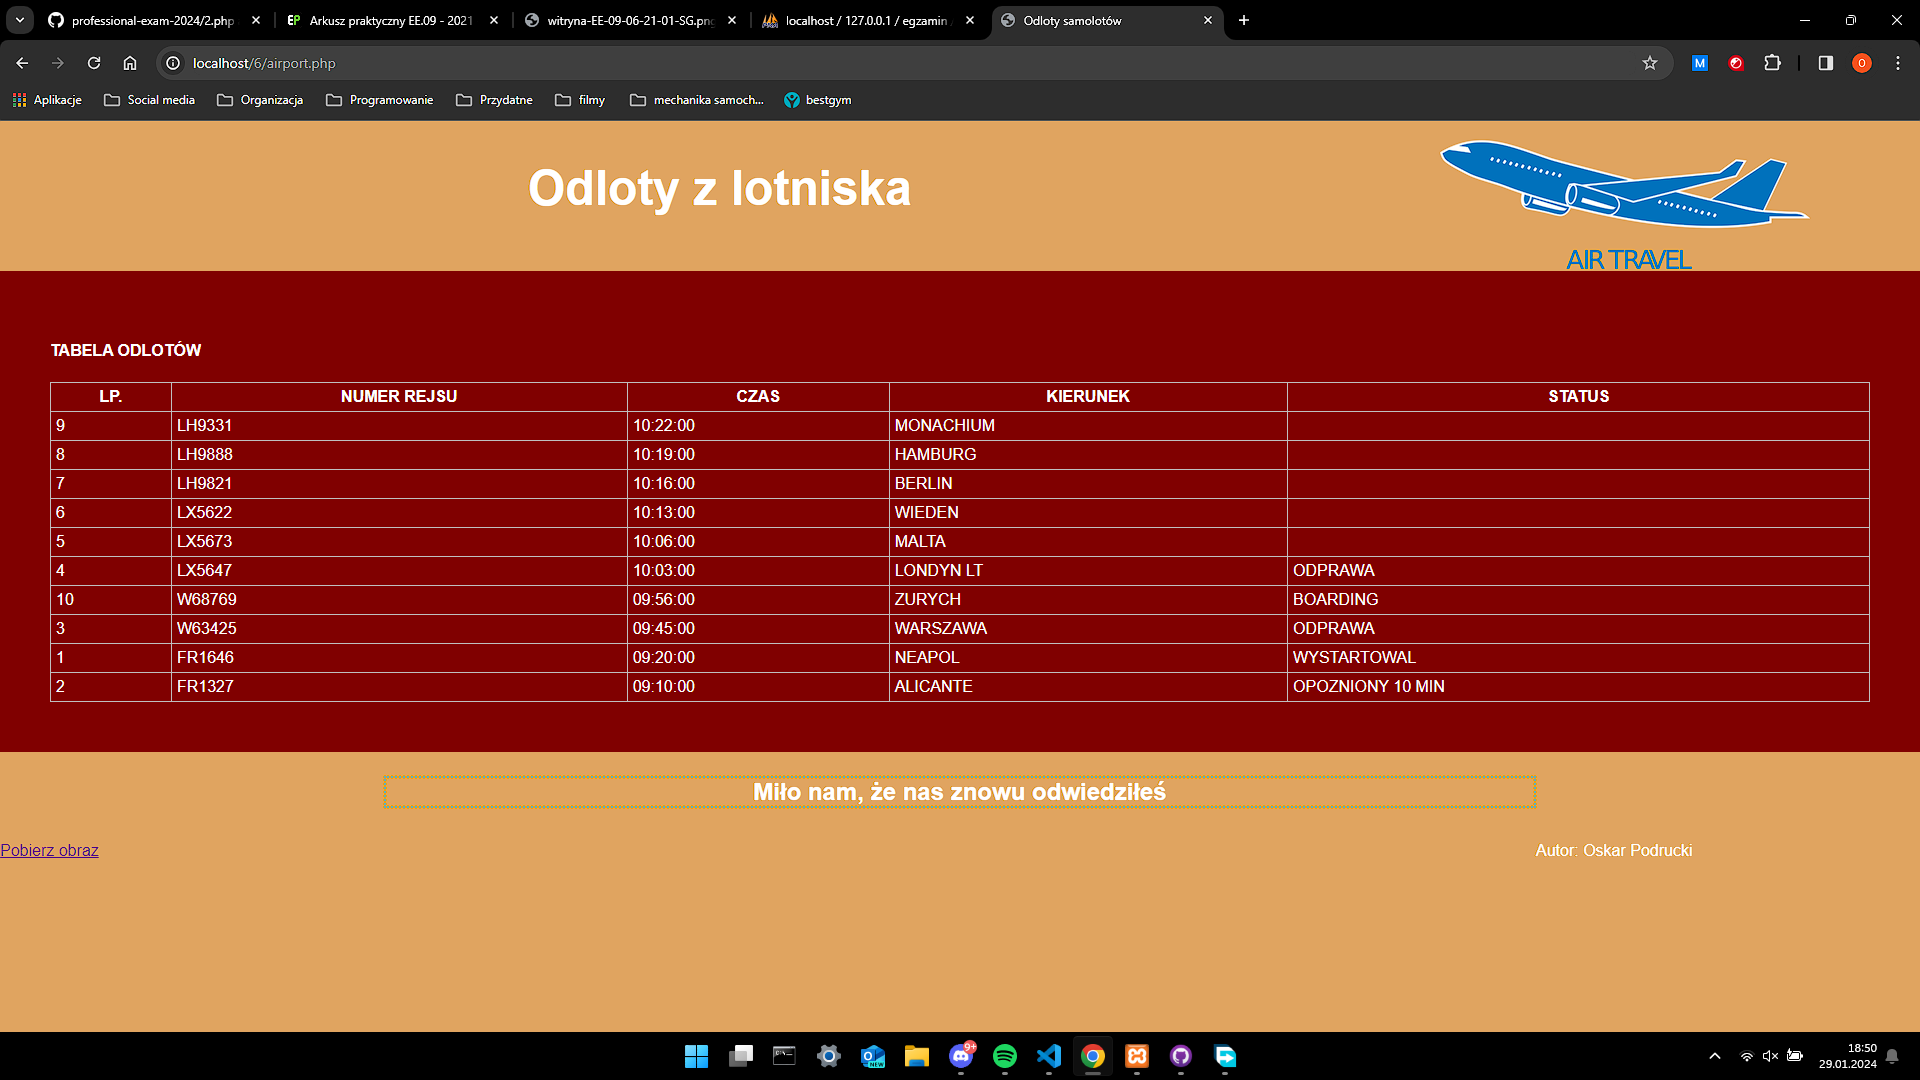 professional-exam-2024/2.php
Arkusz praktyczny EE.09 - 2021
witryna-EE-09-06-21-01-SG.png
localhost / 127.0.0.1 / egzamin
Odloty samolotów
localhost/6/airport.php
Aplikacje
Social media
Organizacja
Programowanie
Przydatne
filmy
mechanika samoch...
bestgym
Odloty z lotniska
AIR TRAVEL
TABELA ODLOTÓW
LP. NUMER REJSU CZAS KIERUNEK STATUS
9 LH9331 10:22:00 MONACHIUM
8 LH9888 10:19:00 HAMBURG
7 LH9821 10:16:00 BERLIN
6 LX5622 10:13:00 WIEDEN
5 LX5673 10:06:00 MALTA
4 LX5647 10:03:00 LONDYN LT ODPRAWA
10 W68769 09:56:00 ZURYCH BOARDING
3 W63425 09:45:00 WARSZAWA ODPRAWA
1 FR1646 09:20:00 NEAPOL WYSTARTOWAL
2 FR1327 09:10:00 ALICANTE OPOZNIONY 10 MIN
Miło nam, że nas znowu odwiedziłeś
Pobierz obraz
Autor: Oskar Podrucki
18:50
29.01.2024